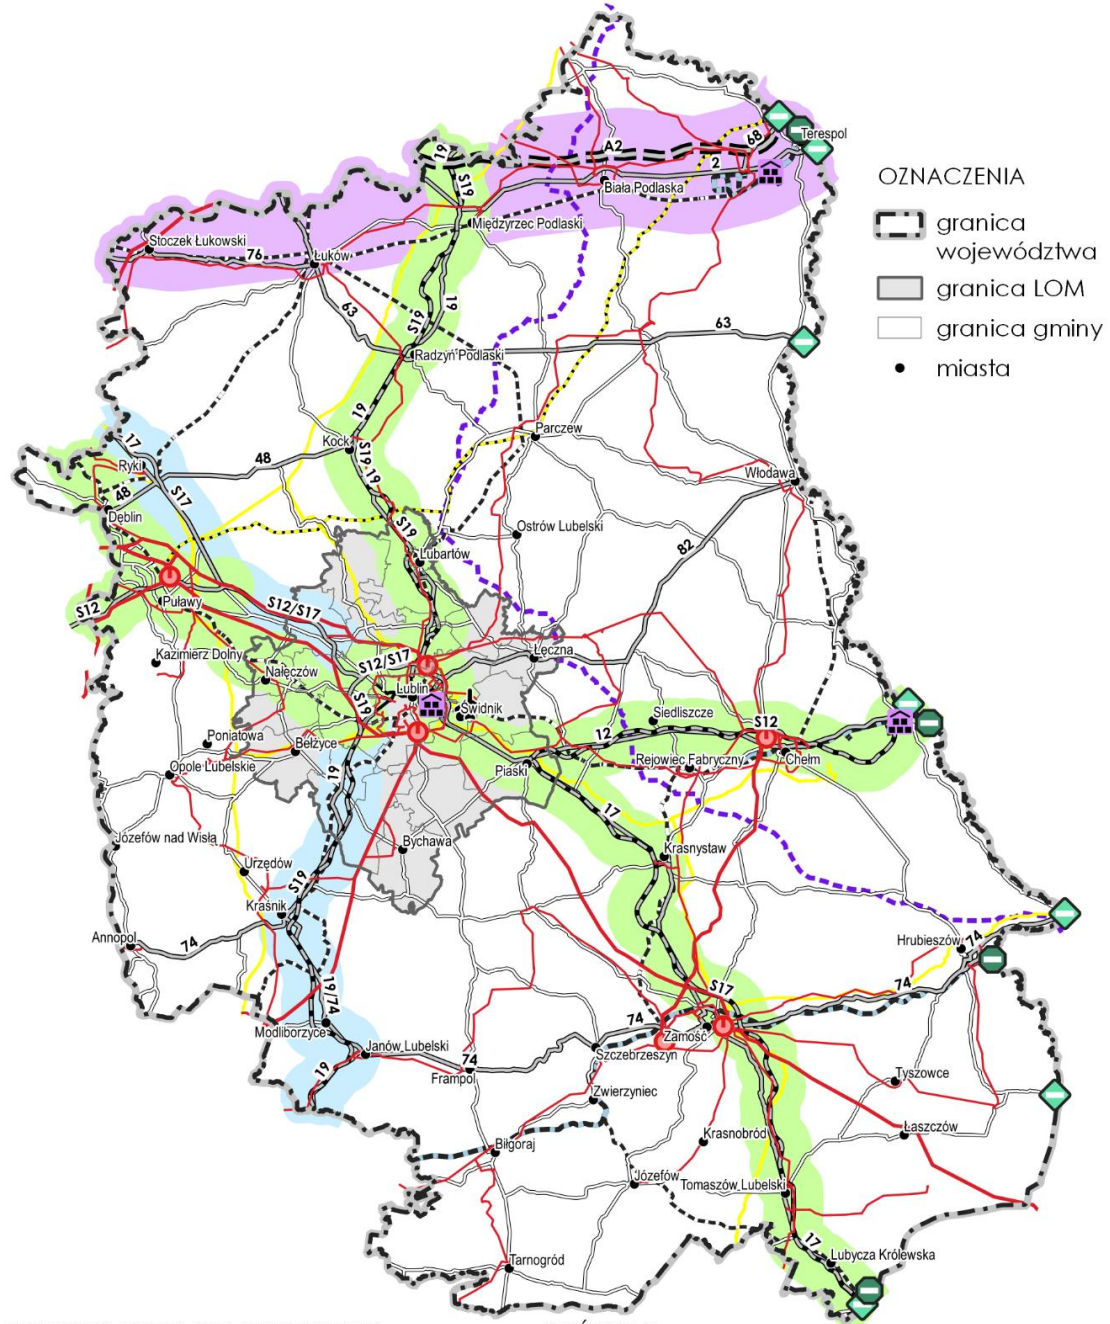 19
S19
A2
68
Terespol
2
Biała Podlaska
OZNACZENIA
granica
województwa
granica LOM
granica gminy
miasta
Międzyrzec Podlaski
Stoczek Łukowski
76
Łuków
19
63
S19
63
Radzyń Podlaski
19
Parczew
17
Kock
Ryki
48
S19
19
Włodawa
S17
48
Dęblin
S19
Ostrów Lubelski
82
Lubartów
S12
Puławy
S12/S17
Kazimierz Dolny
S12/S17
Łęczna
Nałęczów
Lublin
S19
Świdnik
Siedliszcze
S12
Poniatowa
Bełżyce
12
Rejowiec Fabryczny
Chełm
Opole Lubelskie
19
Piaski
17
Józefów nad Wisłą
Bychawa
Krasnystaw
Urzędów
S19
Kraśnik
Annopol
74
Hrubieszów
74
19/74
S17
74
Modliborzyce
74
Zamość
Janów Lubelski
74
Szczebrzeszyn
Frampol
19
Tyszowce
Zwierzyniec
Krasnobród
Łaszczów
Biłgoraj
Józefów
Tomaszów Lubelski
17
Lubycza Królewska
Tarnogród